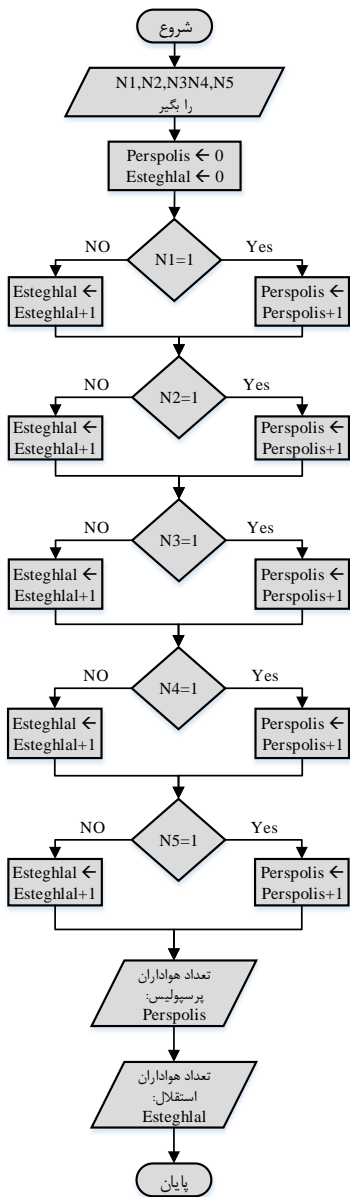 شروع
N1,N2,N3N4,N5
را بگیر
Perspolis ← 0
Esteghlal ← 0
NO
N1=1
Yes
Esteghlal ←
Esteghlal+1
Perspolis ←
Perspolis+1
NO
N2=1
Yes
Esteghlal ←
Esteghlal+1
Perspolis ←
Perspolis+1
NO
N3=1
Yes
Esteghlal ←
Esteghlal+1
Perspolis ←
Perspolis+1
NO
N4=1
Yes
Esteghlal ←
Esteghlal+1
Perspolis ←
Perspolis+1
NO
N5=1
Yes
Esteghlal ←
Esteghlal+1
Perspolis ←
Perspolis+1
تعداد هواداران
پرسپولیس:
Perspolis
تعداد هواداران
استقلال:
Esteghlal
پایان